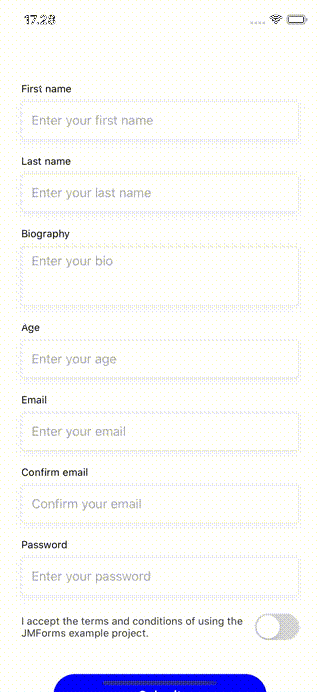 17.28
First name
Enter your first name
Last name
Enter your last name
Biography
Enter your bio
Age
Enter your age
Email
Enter your email
Confirm email
Confirm your email
Password
Enter your password
I accept the terms and conditions of using the
JMForms example project.